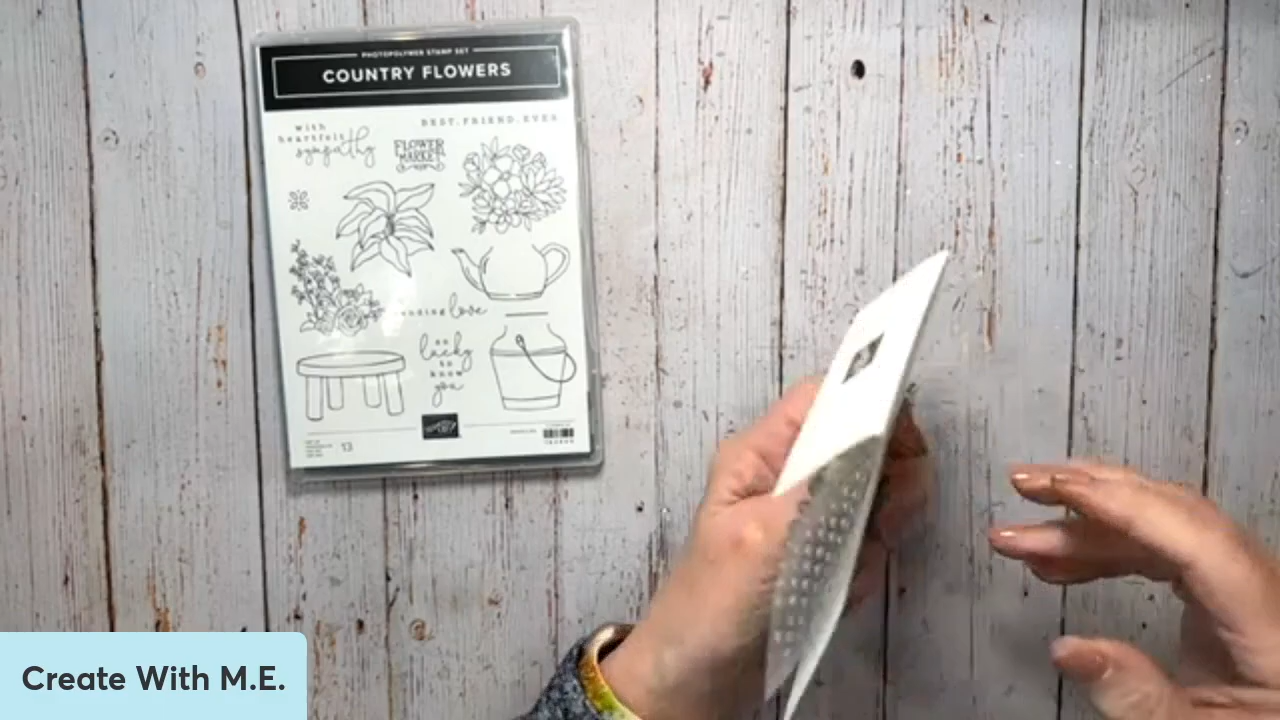 PHOTOPOLYMER STAMP SET
COUNTRY FLOWERS
with
heartfelt
sympathy
BEST.FRIEND.EVER
FLOWER
MARKET
sending love
so
lucky
to
know
you
13
Create With M.E.